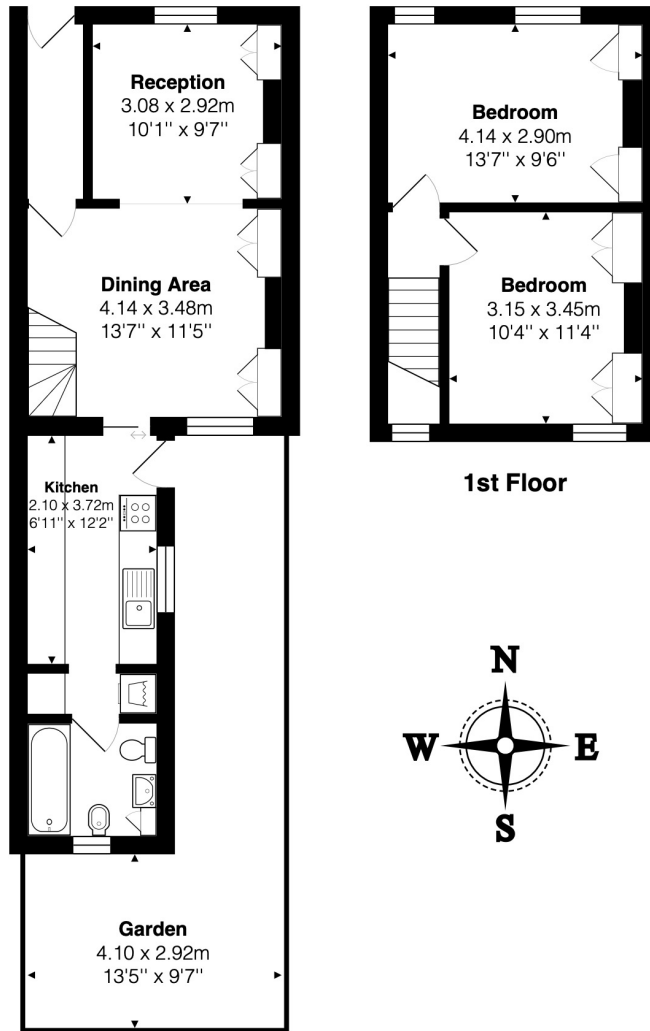 Reception
3.08 x 2.92m
10'1'' x 9'7''
Dining Area
4.14 x 3.48m
13'7'' x 11'5''
Kitchen
2.10 x 3.72m
6'11'' x 12'2''
Garden
4.10 x 2.92m
13'5'' x 9'7''
Bedroom
4.14 x 2.90m
13'7'' x 9'6''
Bedroom
3.15 x 3.45m
10'4'' x 11'4''
1st Floor
N
W E
S